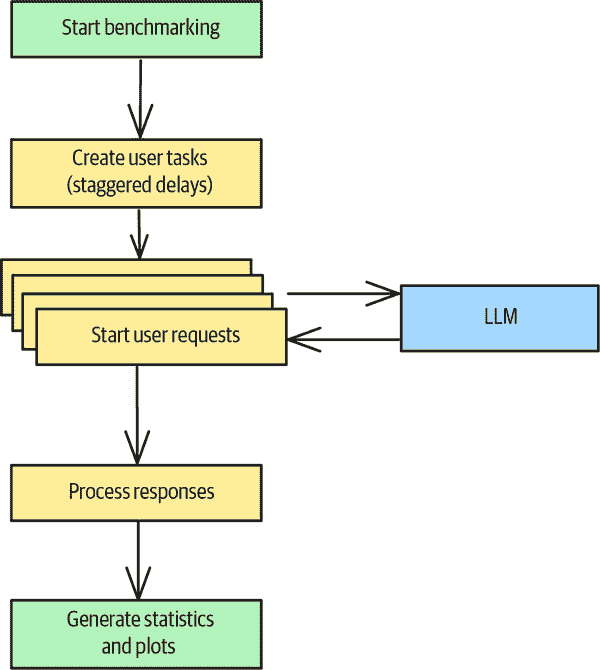 Start benchmarking
Create user tasks
(staggered delays)
Start user requests
LLM
Process responses
Generate statistics
and plots